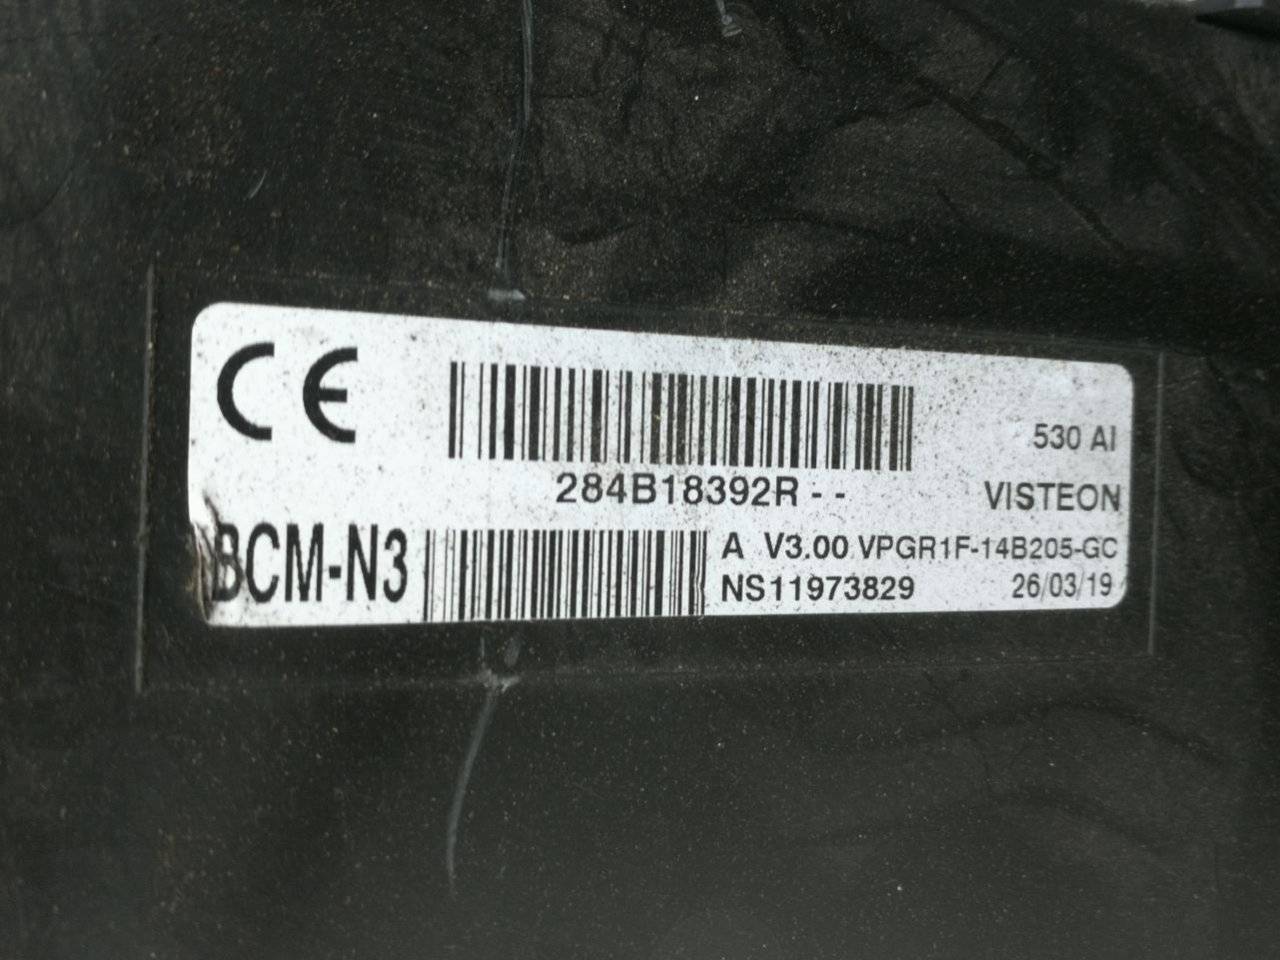 CE
530 AI
284B18392R - -
VISTEON
BCM-N3
A V3.00 VPGR1F-14B205-GC
NS11973829 26/03/19